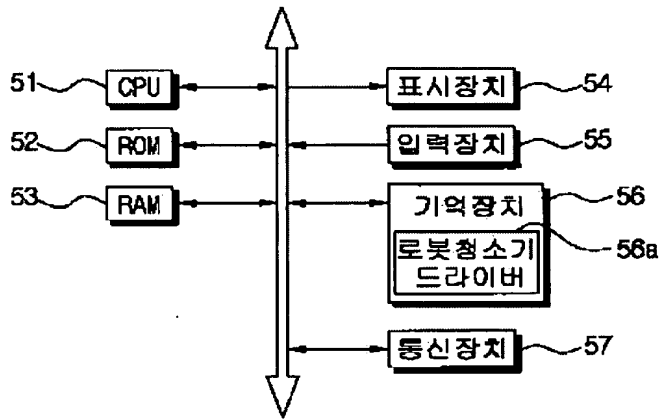 51 CPU
52 ROM
53 RAM
표시장치 54
입력장치 55
기억장치 56
로봇청소기 56a
드라이버
통신장치 57